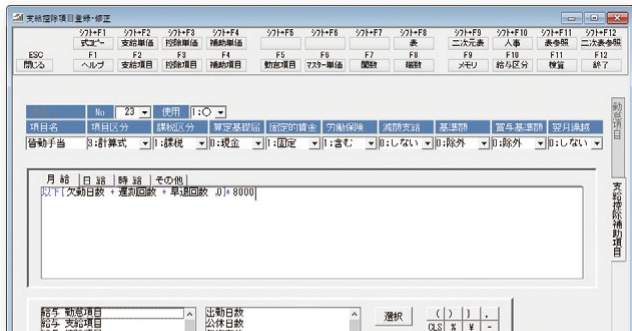 支給控除項目登録・修正
ｼﾌﾄ+F1 ｼﾌﾄ+F2 ｼﾌﾄ+F3 ｼﾌﾄ+F4 ｼﾌﾄ+F5 ｼﾌﾄ+F6 ｼﾌﾄ+F7 ｼﾌﾄ+F8 ｼﾌﾄ+F9 ｼﾌﾄ+F10 ｼﾌﾄ+F11 ｼﾌﾄ+F12
式ｺﾋﾟｰ 支給単価 控除単価 補助単価 表 二次元表 人事 表参照 二次表参照
ESC F1 F2 F3 F4 F5 F6 F7 F8 F9 F10 F11 F12
閉じる ヘルプ 支給項目 控除項目 補助項目 勤怠項目 ﾏｽﾀｰ単価 関数 端数 メモリ 給与区分 検算 終了
No 23 使用 1:○
項目名 項目区分 課税区分 算定基礎届 固定的賃金 労働保険 減額支給 基準額 賞与基準額 翌月繰越
皆勤手当 3:計算式 1:課税 0:現金 1:固定 1:含む 0:しない 0:除外 0:除外 0:しない
月 給 日 給 時 給 その他
以下[欠勤日数 + 遅刻回数 + 早退回数 .0]* 8000
勤怠項目
支給控除補助項目
給与 勤怠項目
給与 支給項目
出勤日数
公休日数
選択
( ) ] .
CLS % ¥ -